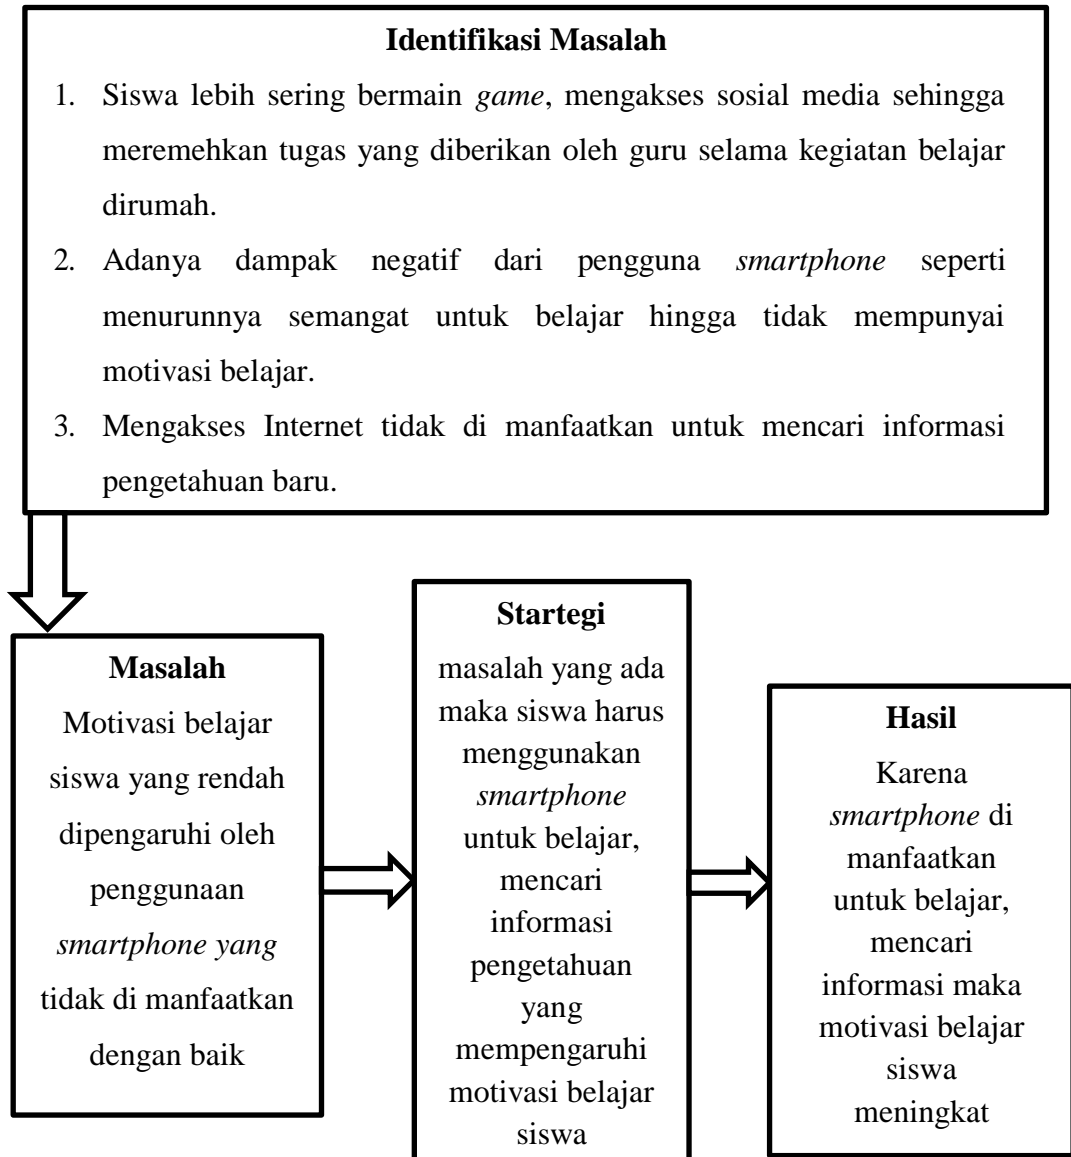 Identifikasi Masalah
1. Siswa lebih sering bermain game, mengakses sosial media sehingga
meremehkan tugas yang diberikan oleh guru selama kegiatan belajar
dirumah.
2. Adanya dampak negatif dari pengguna smartphone seperti
menurunnya semangat untuk belajar hingga tidak mempunyai
motivasi belajar.
3. Mengakses Internet tidak di manfaatkan untuk mencari informasi
pengetahuan baru.
Masalah
Motivasi belajar
siswa yang rendah
dipengaruhi oleh
penggunaan
smartphone yang
tidak di manfaatkan
dengan baik
Startegi
masalah yang ada
maka siswa harus
menggunakan
smartphone
untuk belajar,
mencari
informasi
pengetahuan
yang
mempengaruhi
motivasi belajar
siswa
Hasil
Karena
smartphone di
manfaatkan
untuk belajar,
mencari
informasi maka
motivasi belajar
siswa
meningkat